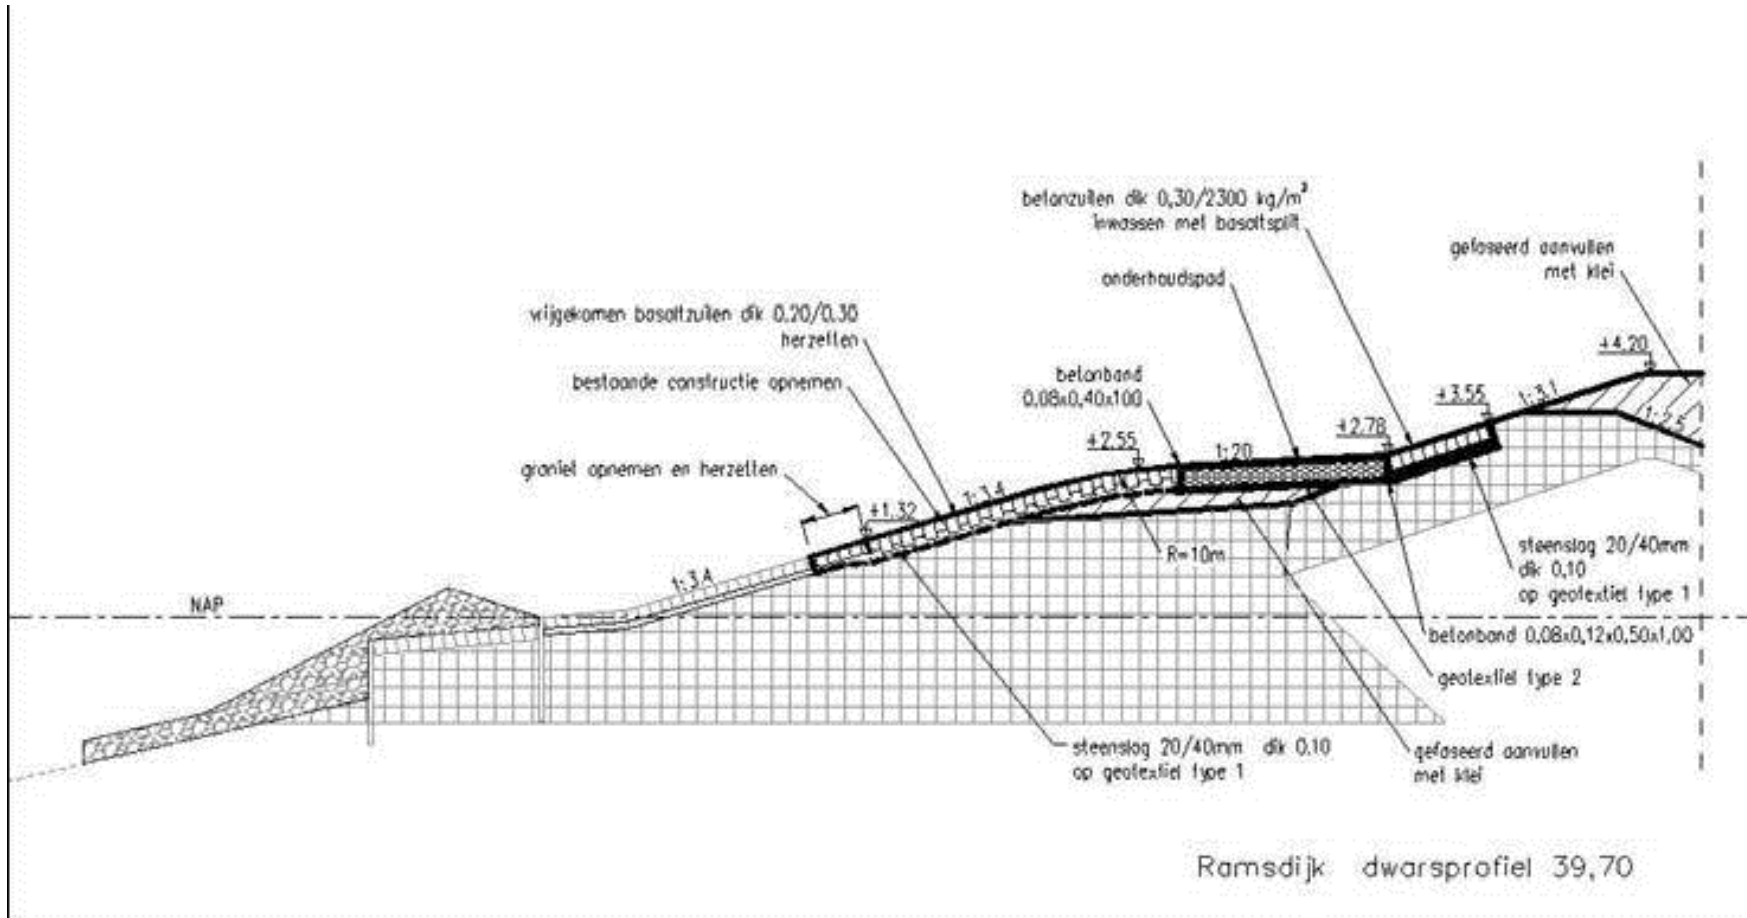 betonzuilen dik 0,30/2300 kg/m³
inwassen met basaltsplit
gefaseerd aanvullen
met klei
onderhoudspad
vrijgekomen basaltzuilen dik 0.20/0.30
herzetten
+4.20
betonband
0,08x0,40x100
bestaande constructie opnemen
+3.55
1:3.1
1:2.5
+2.78
+2.55
1:20
graniet opnemen en herzetten
1:3.4
+1.32
R=10m
steenslag 20/40mm
dik 0,10
op geotextiel type 1
1:3.4
NAP
betonband 0,08x0,12x0,50x1,00
geotextiel type 2
steenslag 20/40mm dik 0.10
op geotextiel type 1
gefaseerd aanvullen
met klei
Ramsdijk dwarsprofiel 39,70